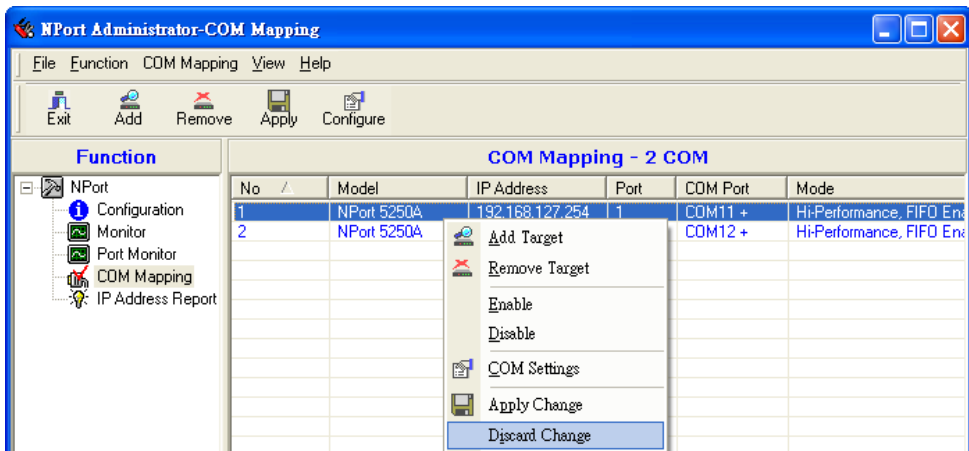 NPort Administrator-COM Mapping
File Function COM Mapping View Help
Exit Add Remove Apply Configure
Function
COM Mapping - 2 COM
NPort
Configuration
Monitor
Port Monitor
COM Mapping
IP Address Report
No Model IP Address Port COM Port Mode
1 NPort 5250A 192.168.127.254 1 COM11 + Hi-Performance, FIFO Ena
2 NPort 5250A COM12 + Hi-Performance, FIFO Ena
Add Target
Remove Target
Enable
Disable
COM Settings
Apply Change
Discard Change